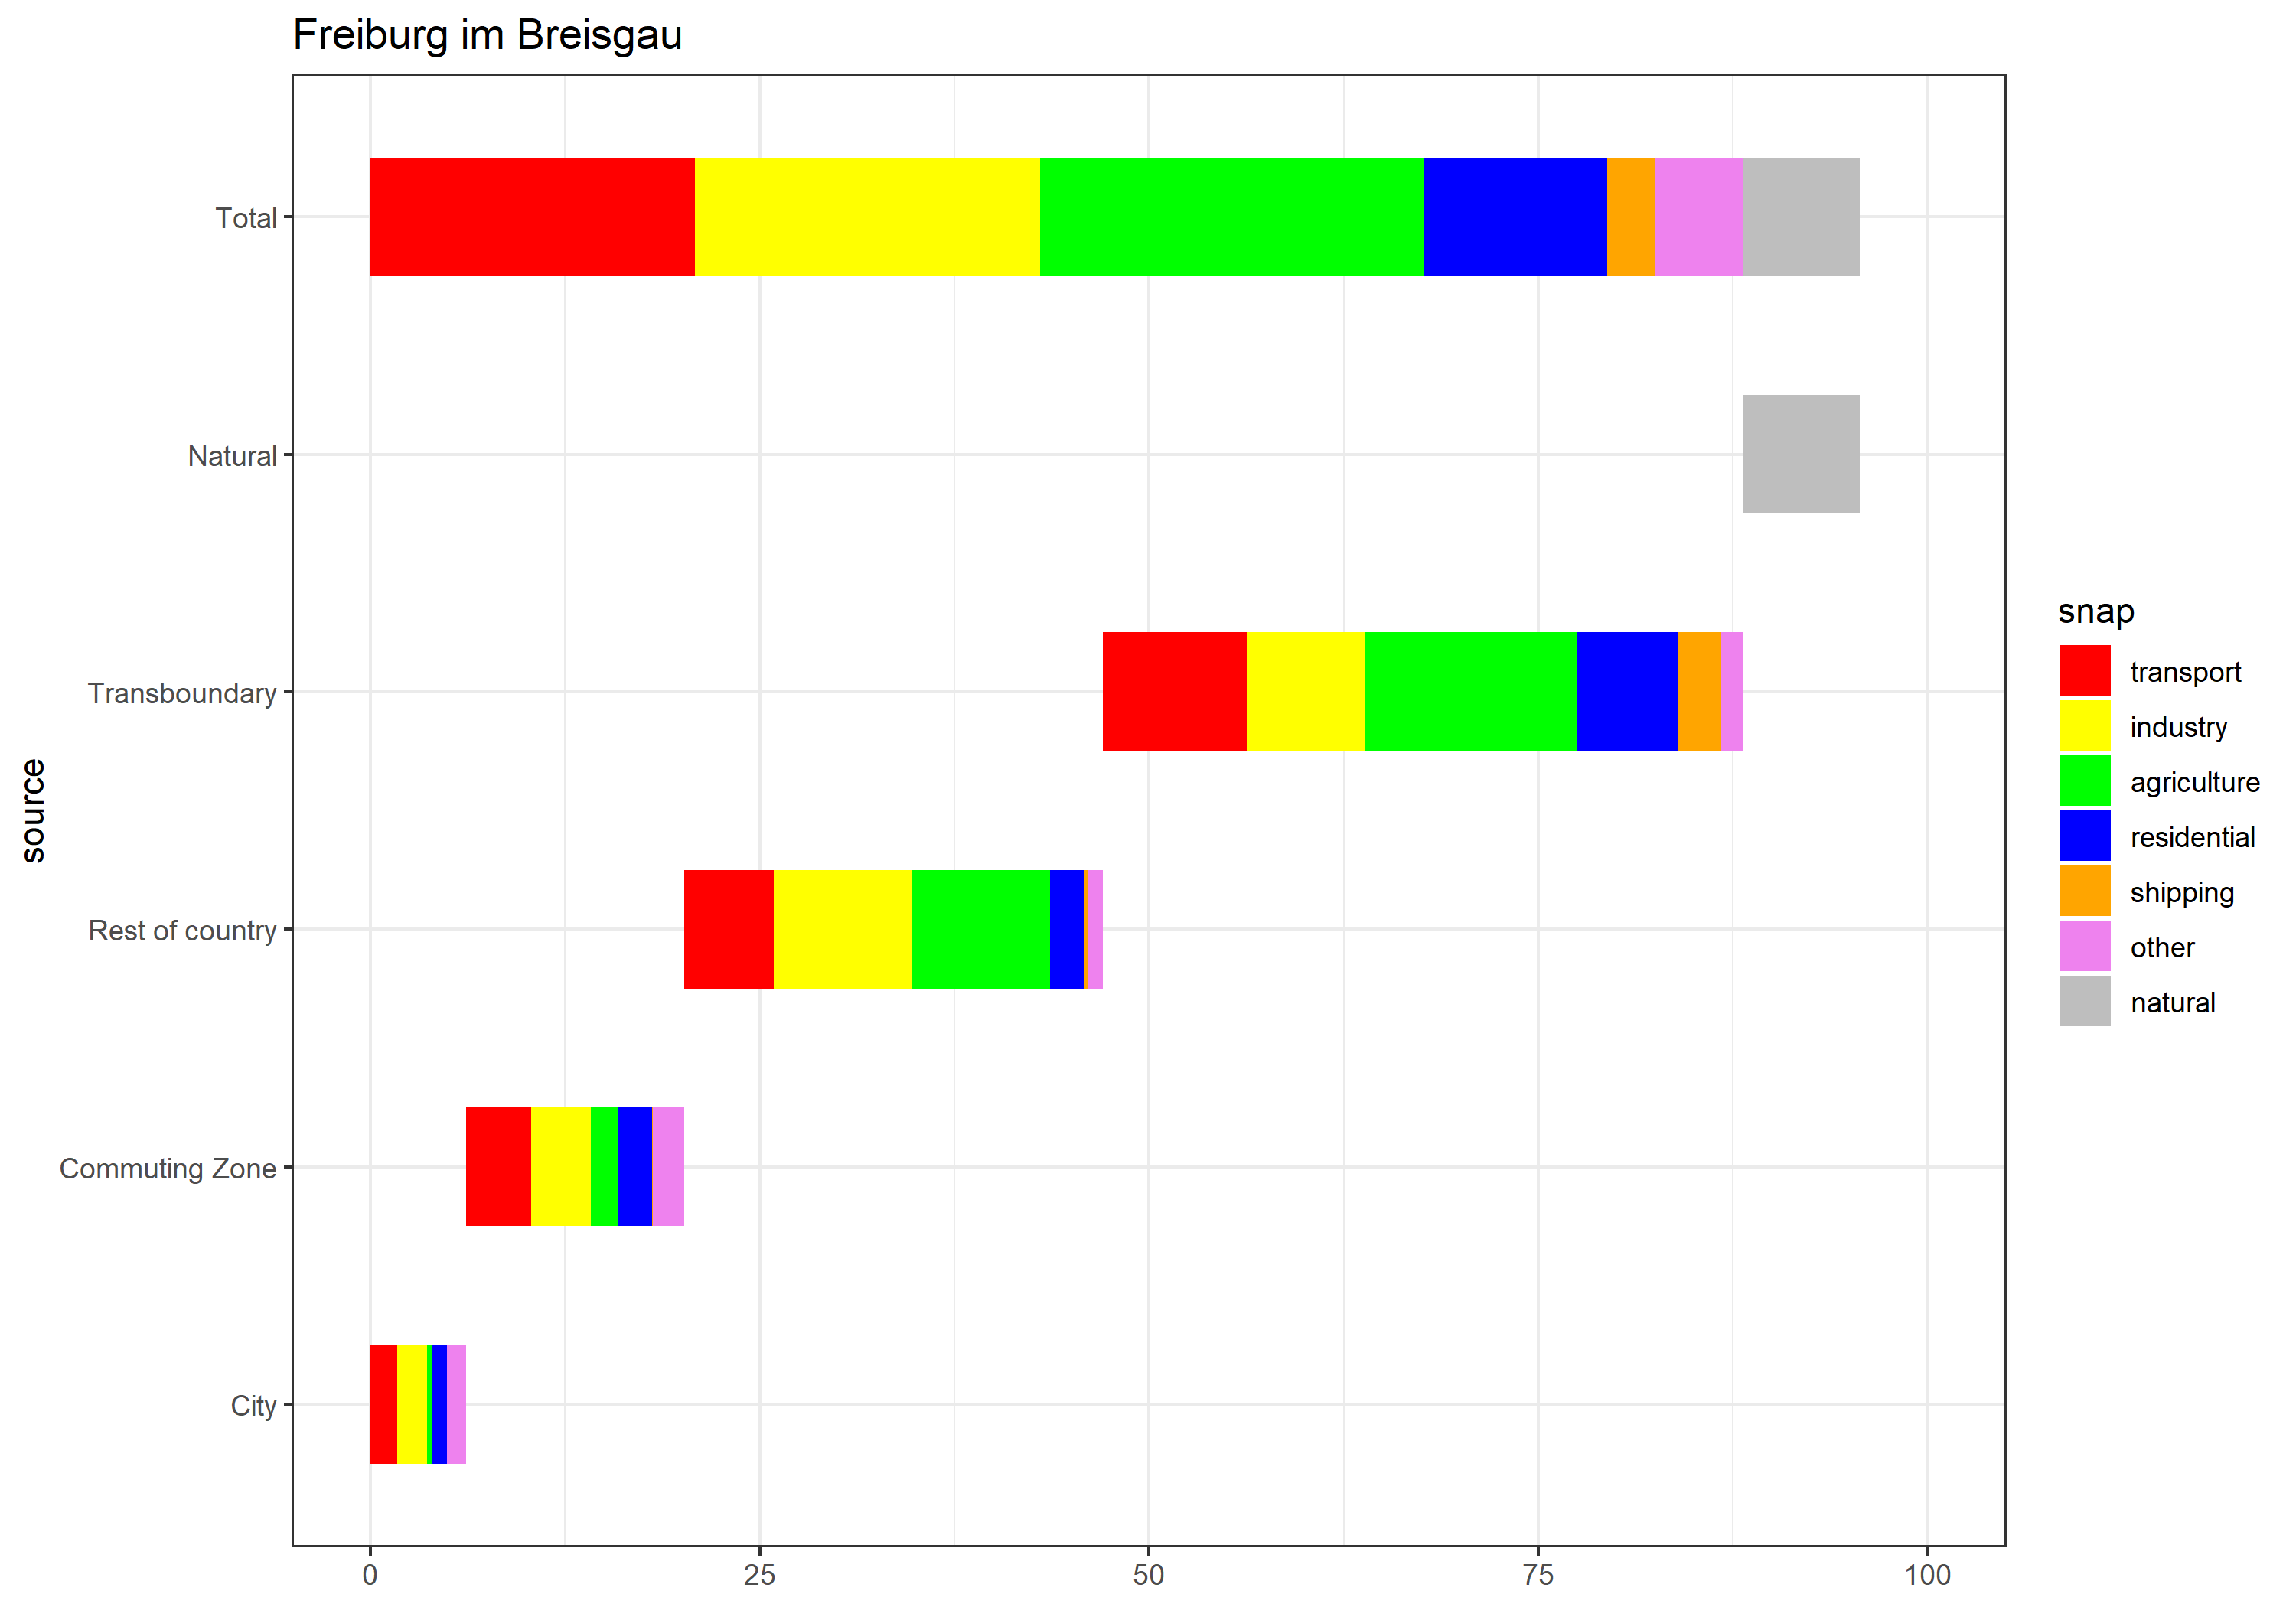 Freiburg im Breisgau
source
Total
Natural
Transboundary
Rest of country
Commuting Zone
City
0 25 50 75 100
snap
transport
industry
agriculture
residential
shipping
other
natural